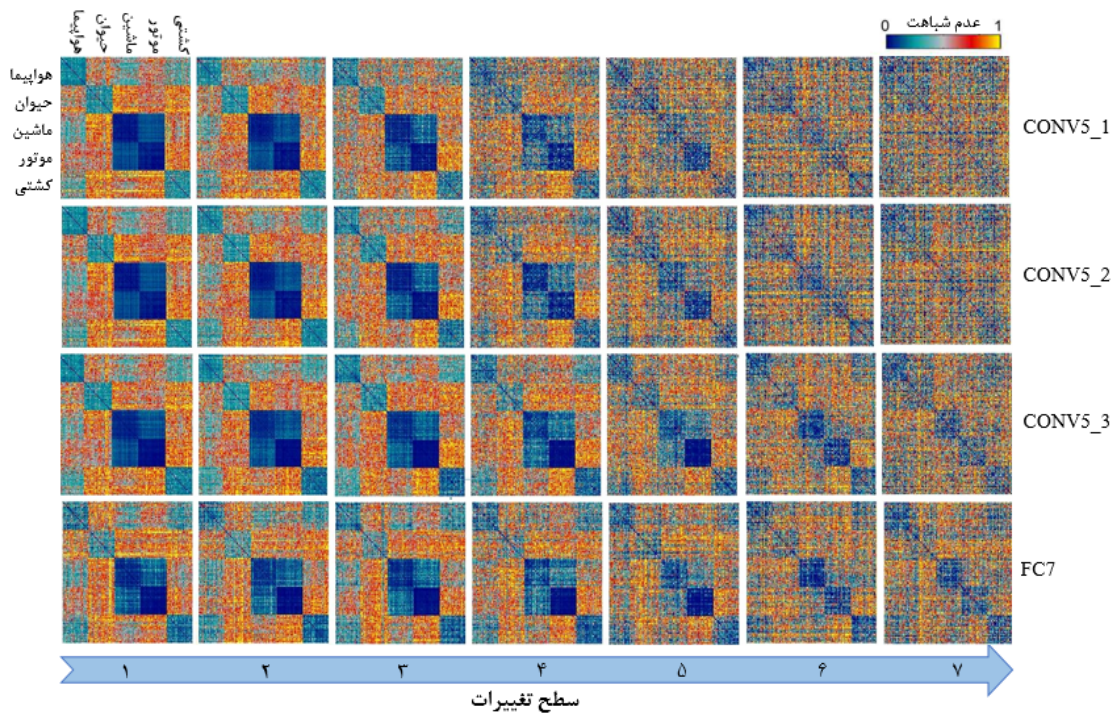 هواپیما
حیوان
ماشین
موتور
کشتی
0 عدم شباهت 1
هواپیما
حیوان
ماشین
موتور
کشتی
CONV5_1
CONV5_2
CONV5_3
FC7
۱ ۲ ۳ ۴ ۵ ۶ ۷
سطح تغییرات